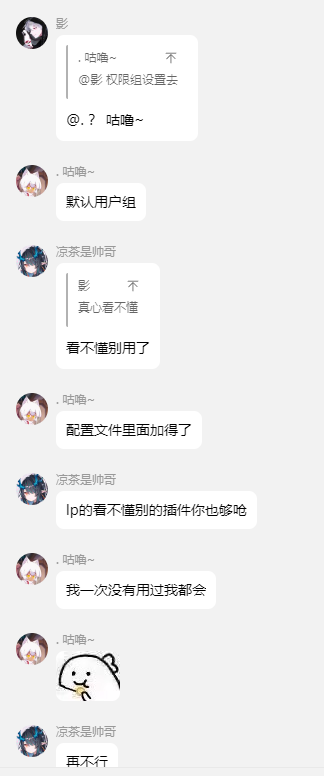 影
. 咕噜~
@影 权限组设置去
@. ? 咕噜~
. 咕噜~
默认用户组
凉茶是帅哥
影
真心看不懂
看不懂别用了
. 咕噜~
配置文件里面加得了
凉茶是帅哥
lp的看不懂别的插件你也够呛
. 咕噜~
我一次没有用过我都会
. 咕噜~
凉茶是帅哥
再不行